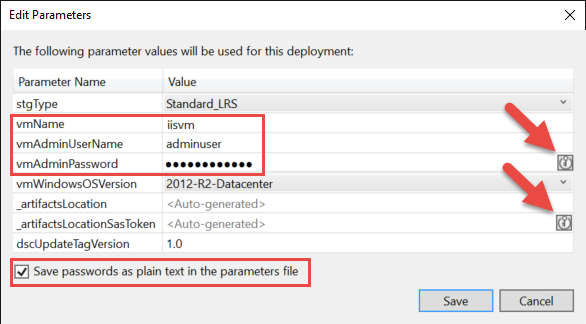 Edit Parameters
The following parameter values will be used for this deployment:
Parameter Name Value
stgType Standard_LRS
vmName iisvm
vmAdminUserName adminuser
vmAdminPassword ●●●●●●●●●●●●
vmWindowsOSVersion 2012-R2-Datacenter
_artifactsLocation <Auto-generated>
_artifactsLocationSasToken <Auto-generated>
dscUpdateTagVersion 1.0
Save passwords as plain text in the parameters file
Save Cancel